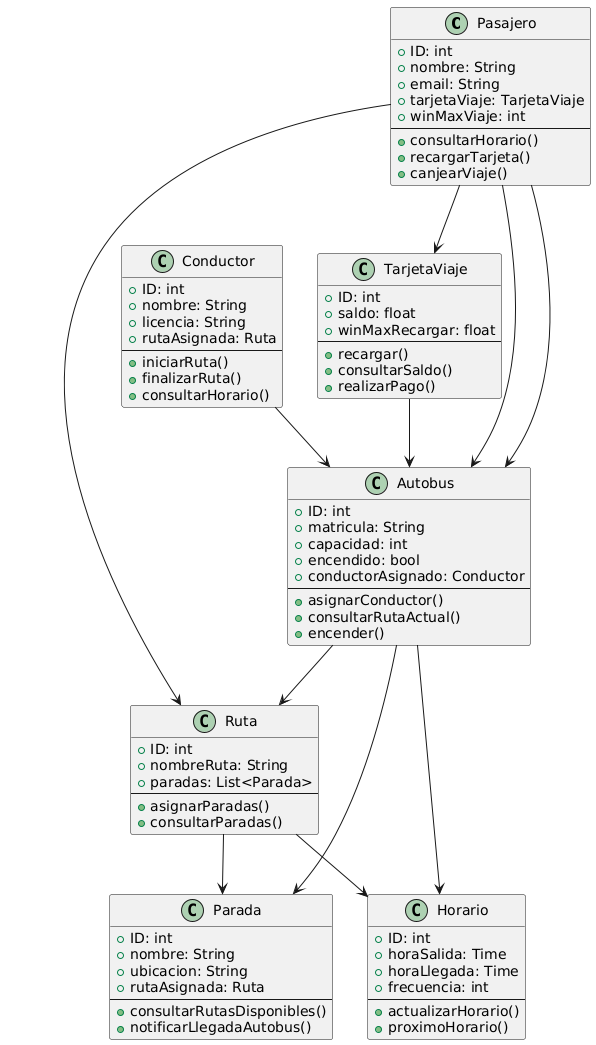 C Pasajero
ID: int
nombre: String
email: String
tarjetaViaje: TarjetaViaje
winMaxViaje: int
consultarHorario()
recargarTarjeta()
canjearViaje()
C Conductor
ID: int
nombre: String
licencia: String
rutaAsignada: Ruta
iniciarRuta()
finalizarRuta()
consultarHorario()
C TarjetaViaje
ID: int
saldo: float
winMaxRecargar: float
recargar()
consultarSaldo()
realizarPago()
C Autobus
ID: int
matricula: String
capacidad: int
encendido: bool
conductorAsignado: Conductor
asignarConductor()
consultarRutaActual()
encender()
C Ruta
ID: int
nombreRuta: String
paradas: List<Parada>
asignarParadas()
consultarParadas()
C Parada
ID: int
nombre: String
ubicacion: String
rutaAsignada: Ruta
consultarRutasDisponibles()
notificarLlegadaAutobus()
C Horario
ID: int
horaSalida: Time
horaLlegada: Time
frecuencia: int
actualizarHorario()
proximoHorario()